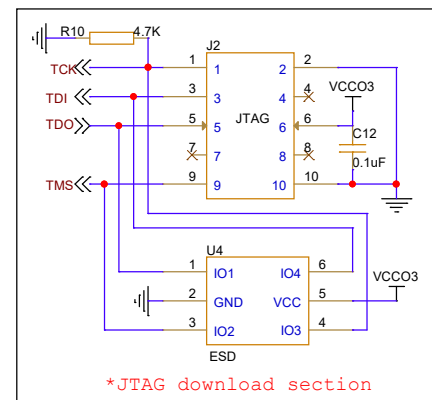 R10 4.7K
J2
TCK 1 1 2 2
VCCO3
TDI 3 3 4 4
TDO 5 5 JTAG 6 6
C12
7 7 8 8
0.1uF
TMS 9 9 10 10
U4
1 IO1 IO4 6
VCCO3
2 GND VCC 5
3 IO2 IO3 4
ESD
*JTAG download section